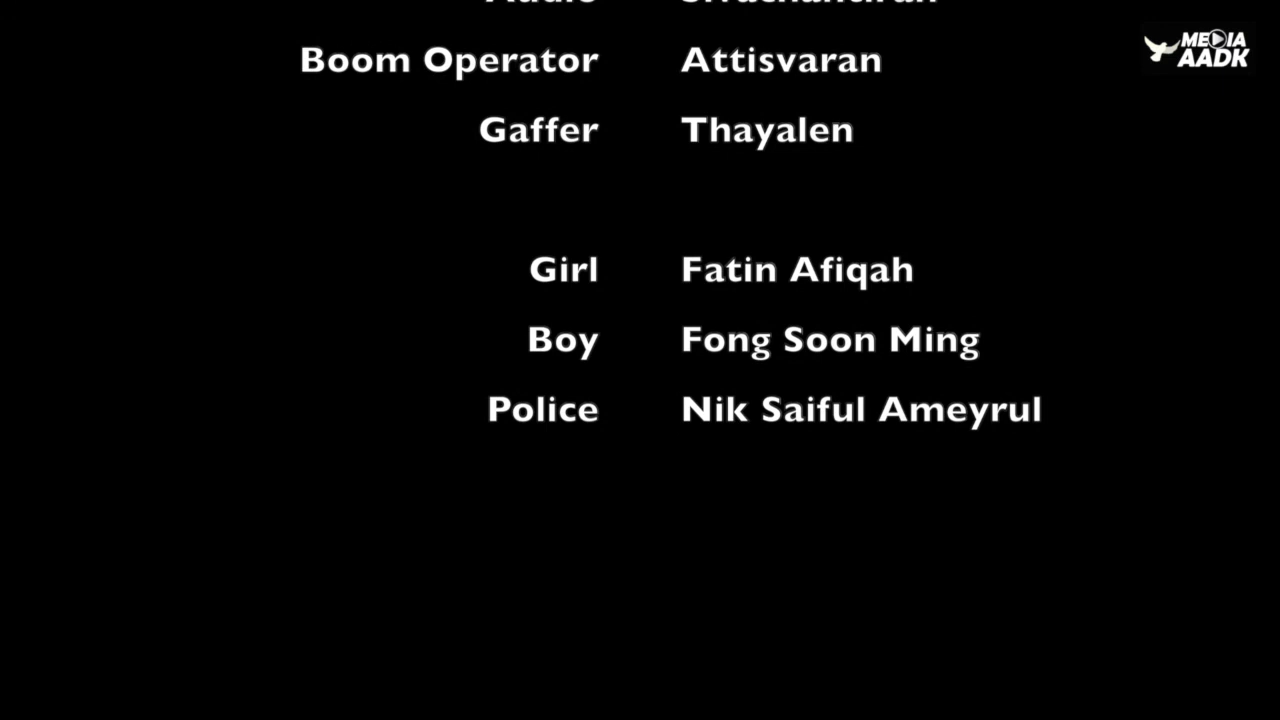 Boom Operator Attisvaran
Gaffer Thayalen
Girl Fatin Afiqah
Boy Fong Soon Ming
Police Nik Saiful Ameyrul
MEDIA
AADK